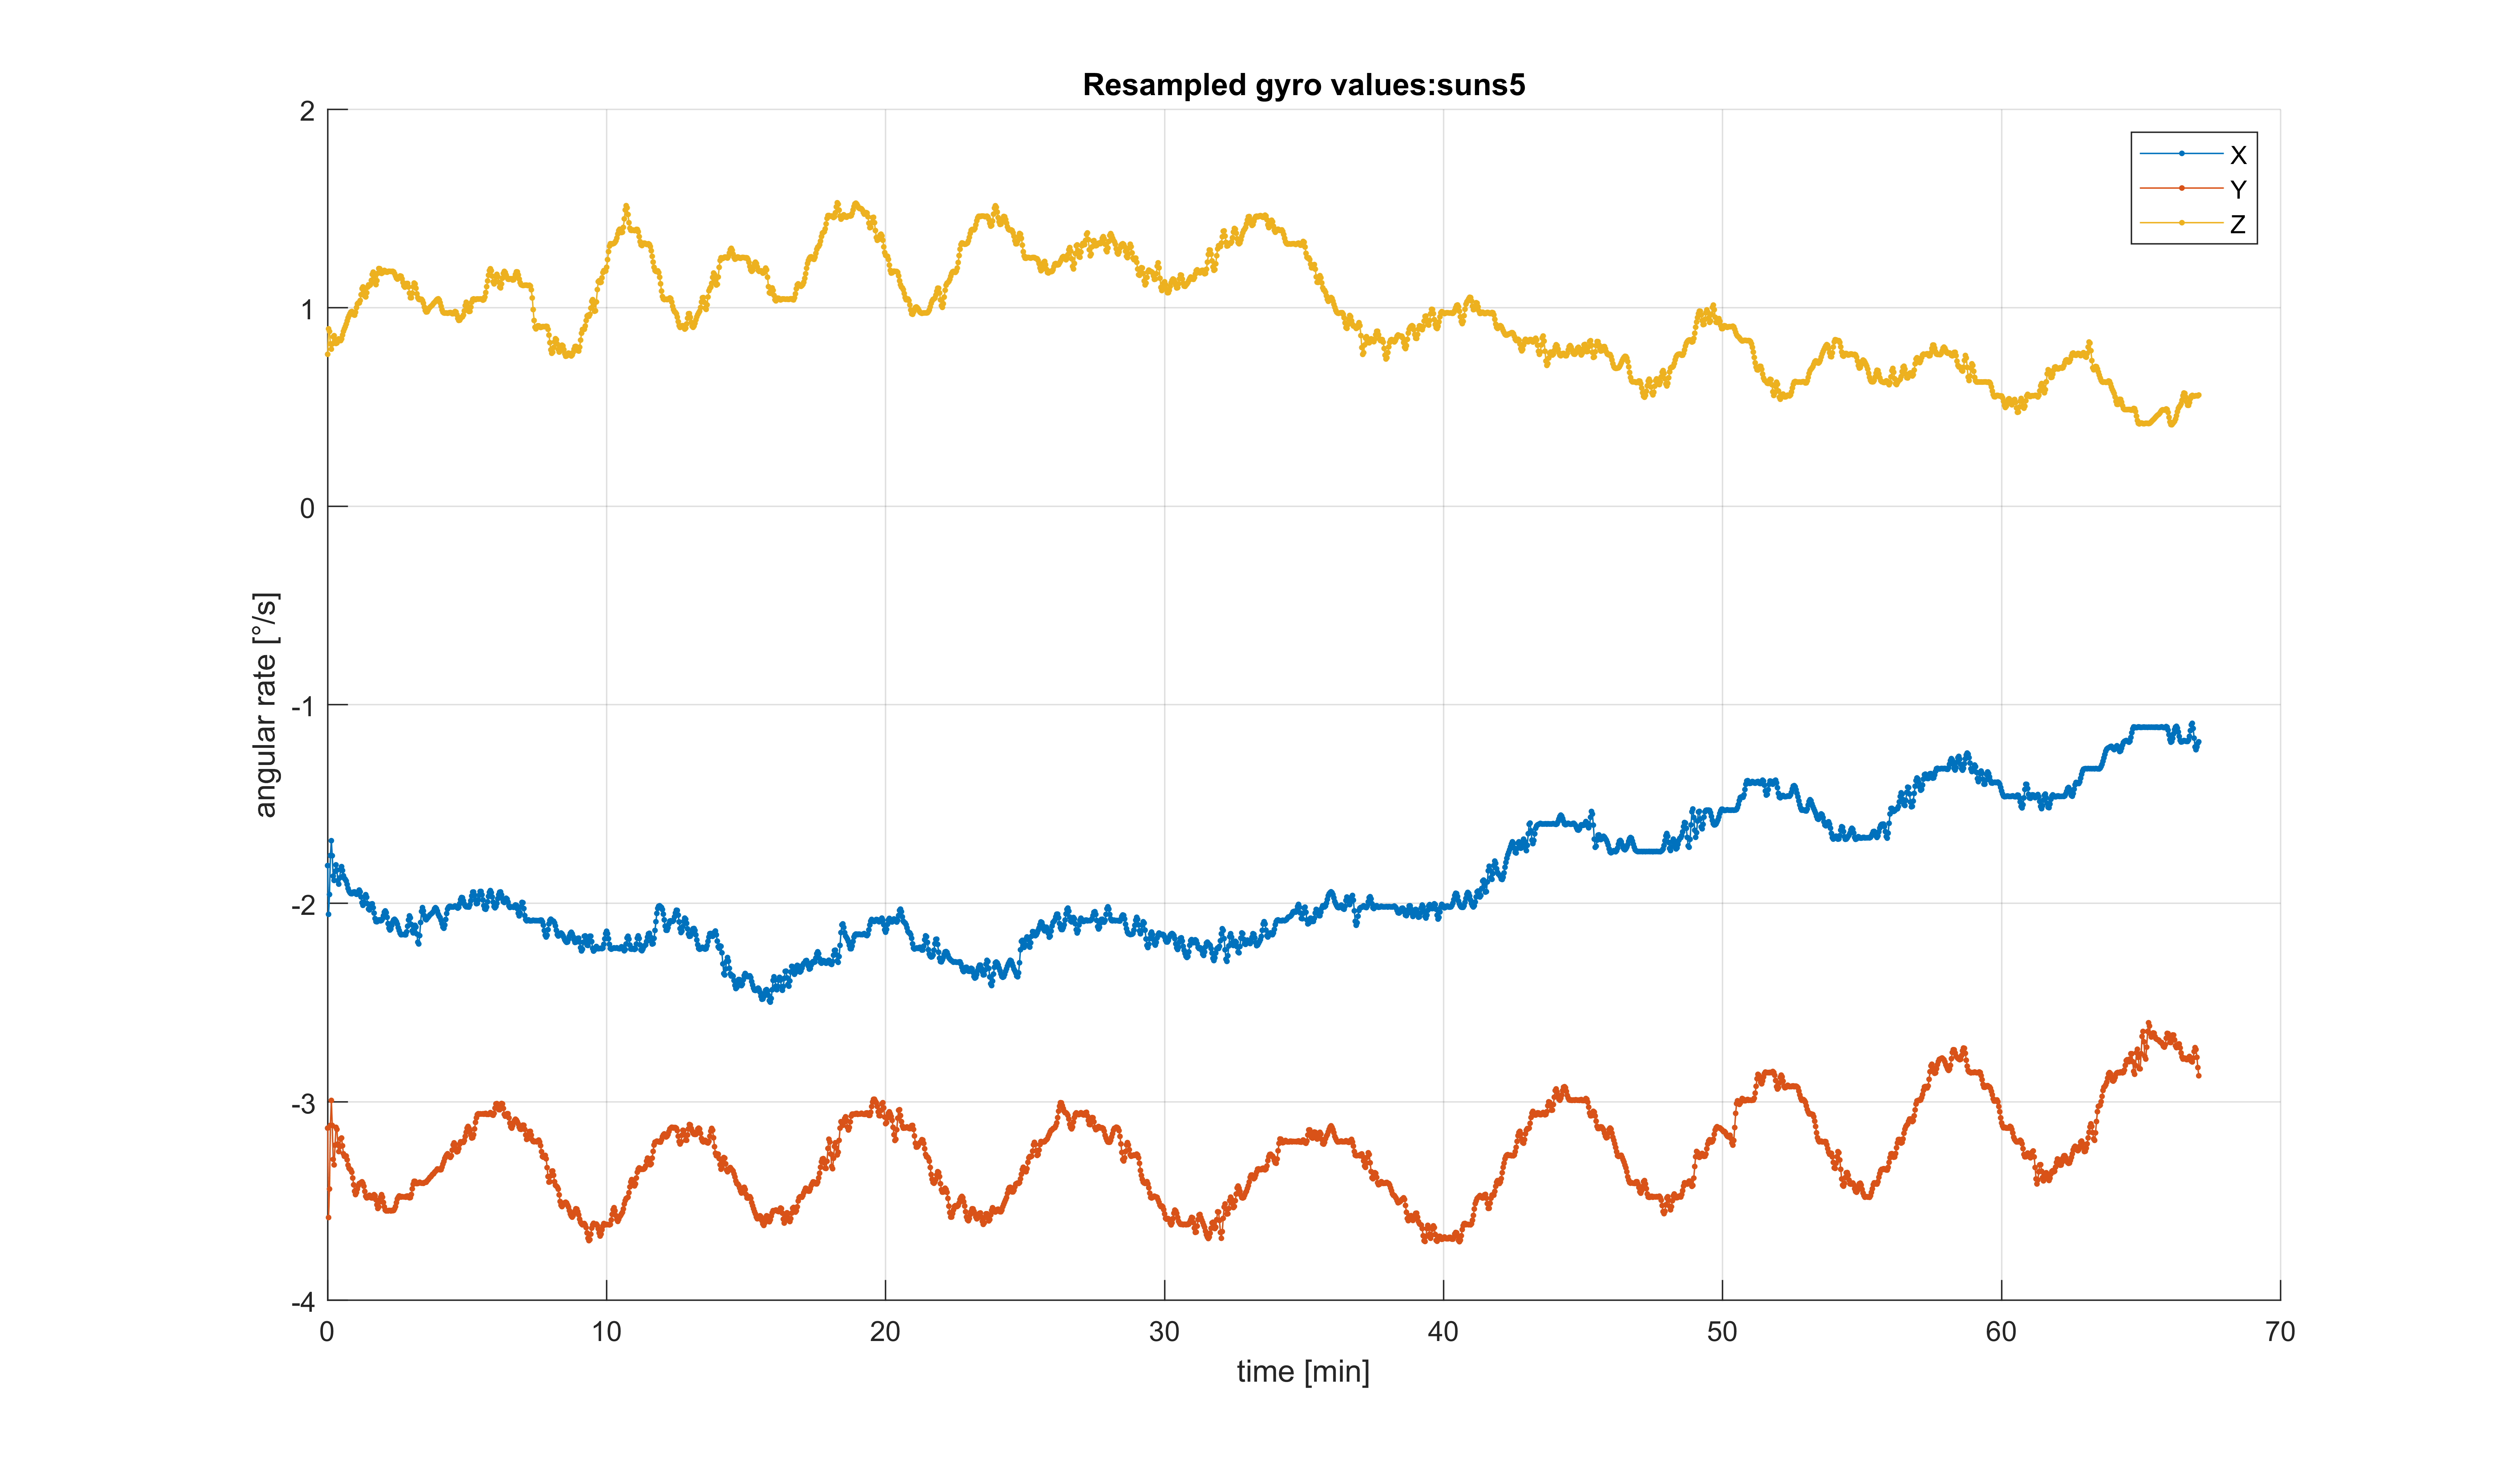 Resampled gyro values:suns5
2
1
0
-1
-2
-3
-4
angular rate [°/s]
X
Y
Z
0 10 20 30 40 50 60 70
time [min]